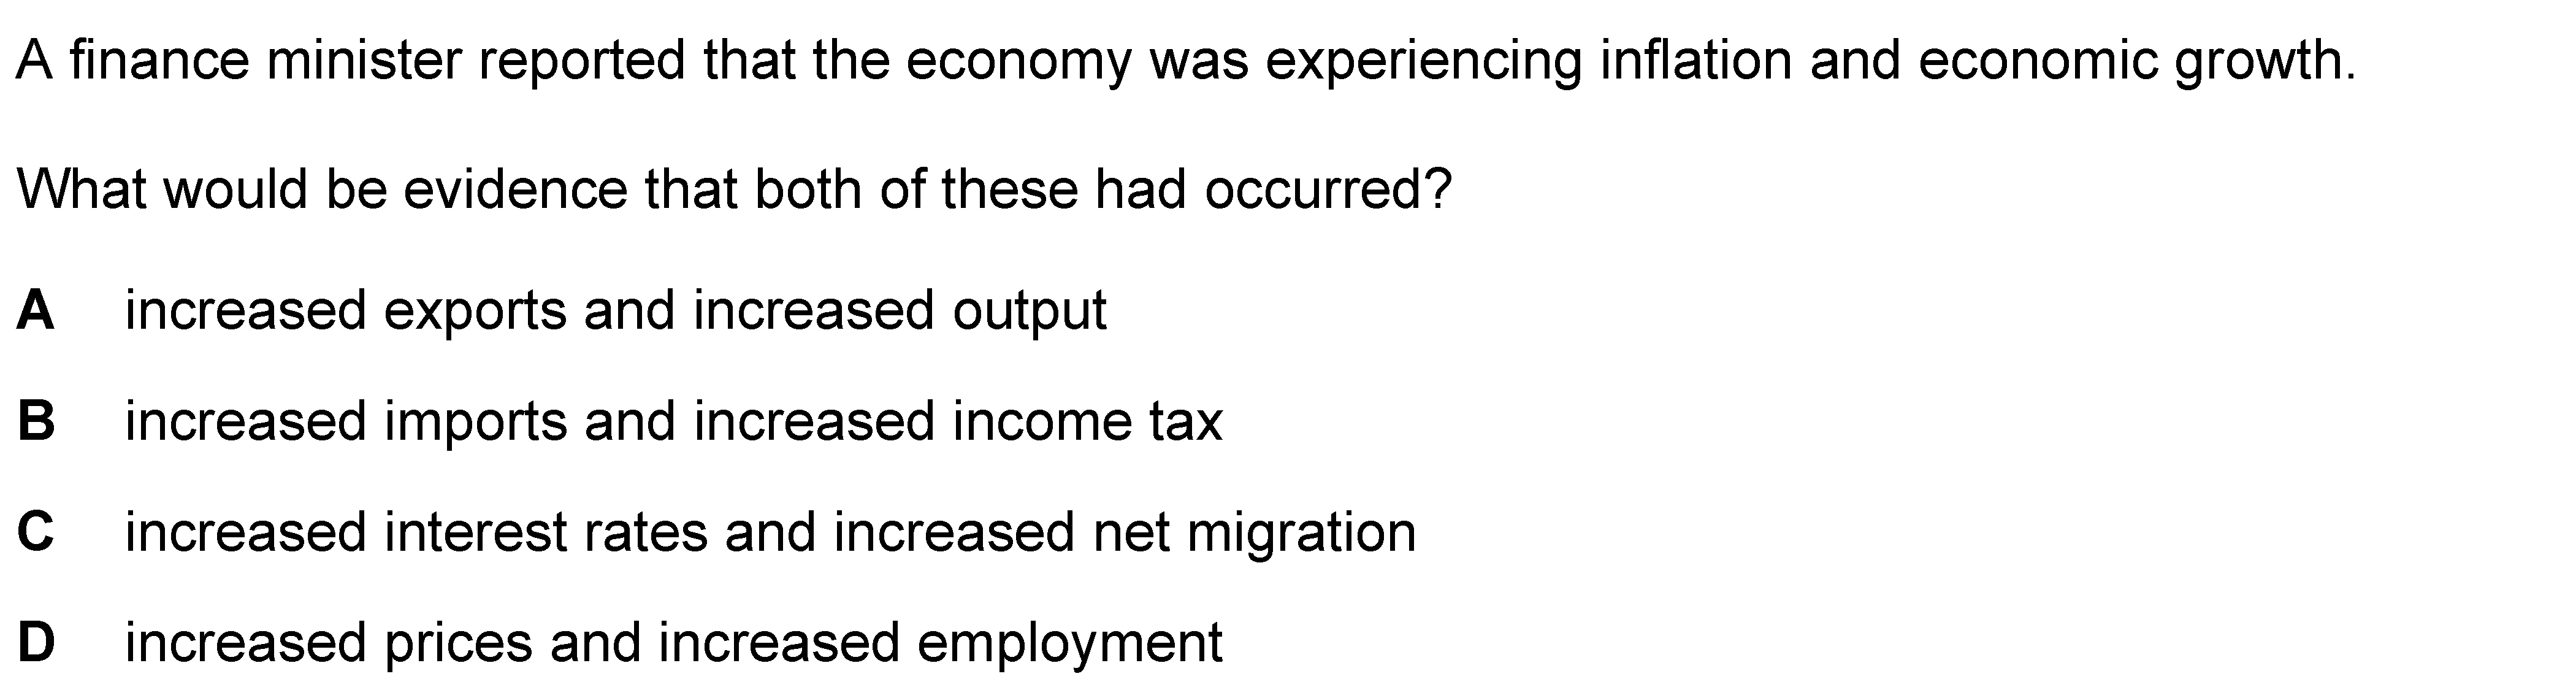 A finance minister reported that the economy was experiencing inflation and economic growth.
What would be evidence that both of these had occurred?
A increased exports and increased output
B increased imports and increased income tax
C increased interest rates and increased net migration
D increased prices and increased employment